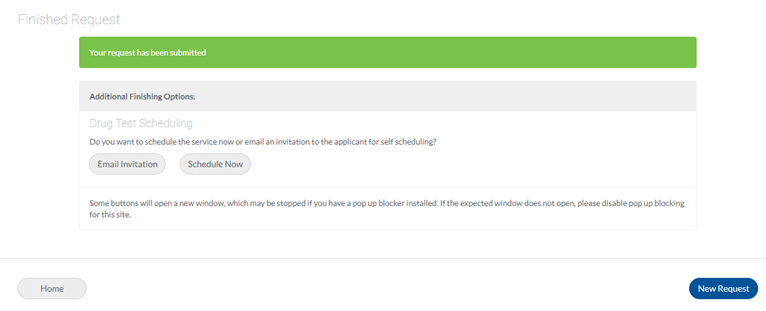 Finished Request
Your request has been submitted
Additional Finishing Options:
Drug Test Scheduling
Do you want to schedule the service now or email an invitation to the applicant for self scheduling?
Email Invitation Schedule Now
Some buttons will open a new window, which may be stopped if you have a pop up blocker installed. If the expected window does not open, please disable pop up blocking
for this site.
Home New Request